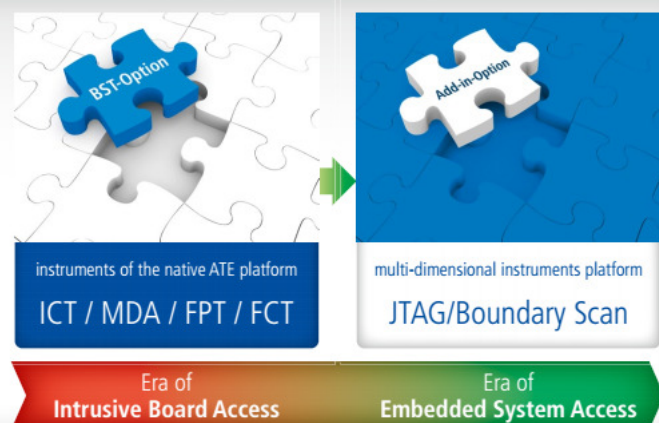 BST-Option
instruments of the native ATE platform
ICT / MDA / FPT / FCT
Add-in-Option
multi-dimensional instruments platform
JTAG/Boundary Scan
Era of
Intrusive Board Access
Era of
Embedded System Access